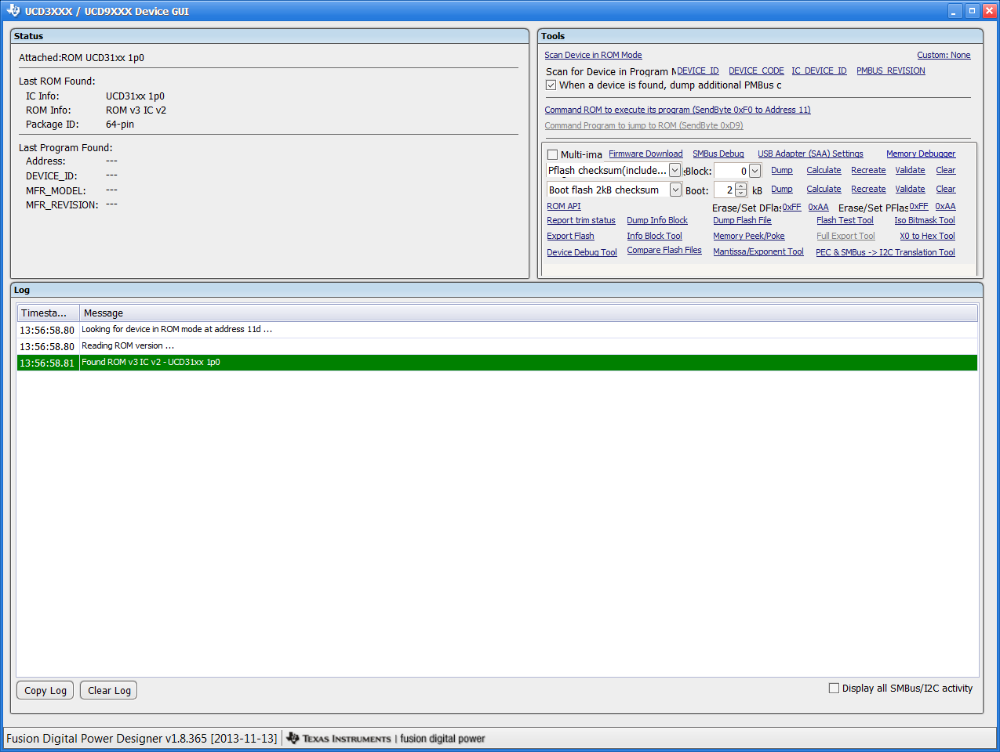 UCD3XXX / UCD9XXX Device GUI
Status
Attached:ROM UCD31xx 1p0
Last ROM Found:
IC Info: UCD31xx 1p0
ROM Info: ROM v3 IC v2
Package ID: 64-pin
Last Program Found:
Address: ---
DEVICE_ID: ---
MFR_MODEL: ---
MFR_REVISION: ---
Tools
Scan Device in ROM Mode Custom: None
Scan for Device in Program M DEVICE_ID DEVICE_CODE IC_DEVICE_ID PMBUS_REVISION
When a device is found, dump additional PMBus c
Command ROM to execute its program (SendByte 0xF0 to Address 11)
Command Program to jump to ROM (SendByte 0xD9)
Multi-ima Firmware Download SMBus Debug USB Adapter (SAA) Settings Memory Debugger
Pflash checksum(include... Block: 0 Dump Calculate Recreate Validate Clear
Boot flash 2kB checksum Boot: 2 kB Dump Calculate Recreate Validate Clear
ROM API Erase/Set DFlas 0xFF 0xAA Erase/Set PFlas 0xFF 0xAA
Report trim status Dump Info Block Dump Flash File Flash Test Tool Iso Bitmask Tool
Export Flash Info Block Tool Memory Peek/Poke Full Export Tool X0 to Hex Tool
Device Debug Tool Compare Flash Files Mantissa/Exponent Tool PEC & SMBus -> I2C Translation Tool
Log
Timesta... Message
13:56:58.80 Looking for device in ROM mode at address 11d ...
13:56:58.80 Reading ROM version ...
13:56:58.81 Found ROM v3 IC v2 - UCD31xx 1p0
Copy Log Clear Log Display all SMBus/I2C activity
Fusion Digital Power Designer v1.8.365 [2013-11-13] TEXAS INSTRUMENTS | fusion digital power